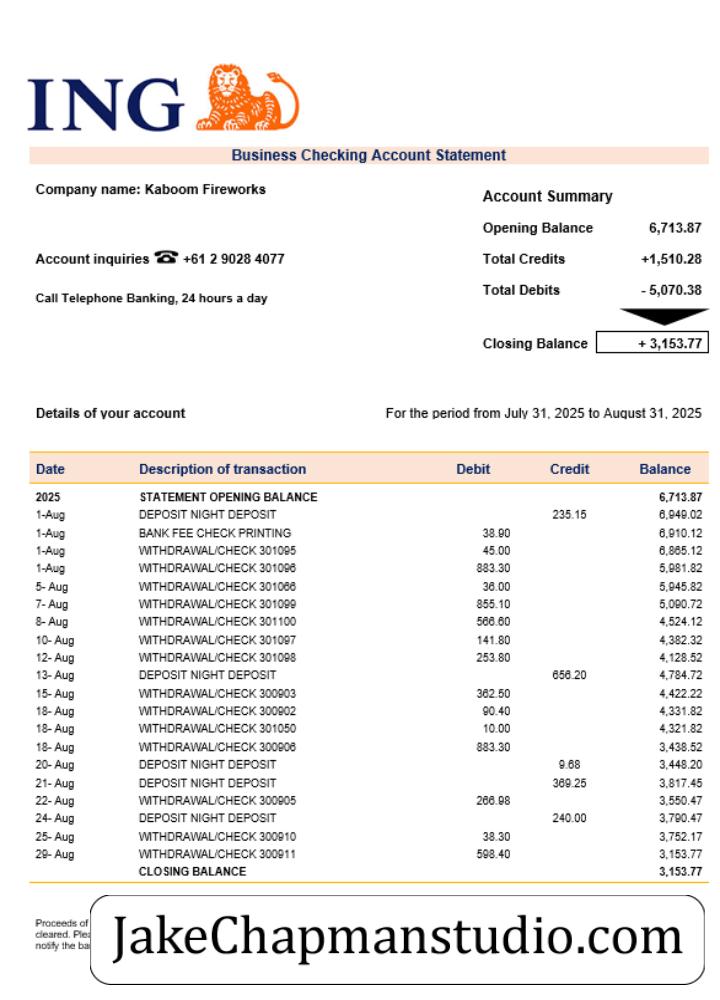 ING
Business Checking Account Statement
Company name: Kaboom Fireworks
Account Summary
Opening Balance 6,713.87
Account inquiries ☎ +61 2 9028 4077
Total Credits +1,510.28
Call Telephone Banking, 24 hours a day
Total Debits - 5,070.38
Closing Balance + 3,153.77
Details of your account For the period from July 31, 2025 to August 31, 2025
Date Description of transaction Debit Credit Balance
2025 STATEMENT OPENING BALANCE 6,713.87
1-Aug DEPOSIT NIGHT DEPOSIT 235.15 6,949.02
1-Aug BANK FEE CHECK PRINTING 38.90 6,910.12
1-Aug WITHDRAWAL/CHECK 301095 45.00 6,865.12
1-Aug WITHDRAWAL/CHECK 301096 883.30 5,981.82
5- Aug WITHDRAWAL/CHECK 301066 36.00 5,945.82
7- Aug WITHDRAWAL/CHECK 301099 855.10 5,090.72
8- Aug WITHDRAWAL/CHECK 301100 566.60 4,524.12
10- Aug WITHDRAWAL/CHECK 301097 141.80 4,382.32
12- Aug WITHDRAWAL/CHECK 301098 253.80 4,128.52
13- Aug DEPOSIT NIGHT DEPOSIT 656.20 4,784.72
15- Aug WITHDRAWAL/CHECK 300903 362.50 4,422.22
18- Aug WITHDRAWAL/CHECK 300902 90.40 4,331.82
18- Aug WITHDRAWAL/CHECK 301050 10.00 4,321.82
18- Aug WITHDRAWAL/CHECK 300906 883.30 3,438.52
20- Aug DEPOSIT NIGHT DEPOSIT 9.68 3,448.20
21- Aug DEPOSIT NIGHT DEPOSIT 369.25 3,817.45
22- Aug WITHDRAWAL/CHECK 300905 266.98 3,550.47
24- Aug DEPOSIT NIGHT DEPOSIT 240.00 3,790.47
25- Aug WITHDRAWAL/CHECK 300910 38.30 3,752.17
29- Aug WITHDRAWAL/CHECK 300911 598.40 3,153.77
CLOSING BALANCE 3,153.77
Proceeds of
cleared.
notify the
JakeChapmanstudio.com